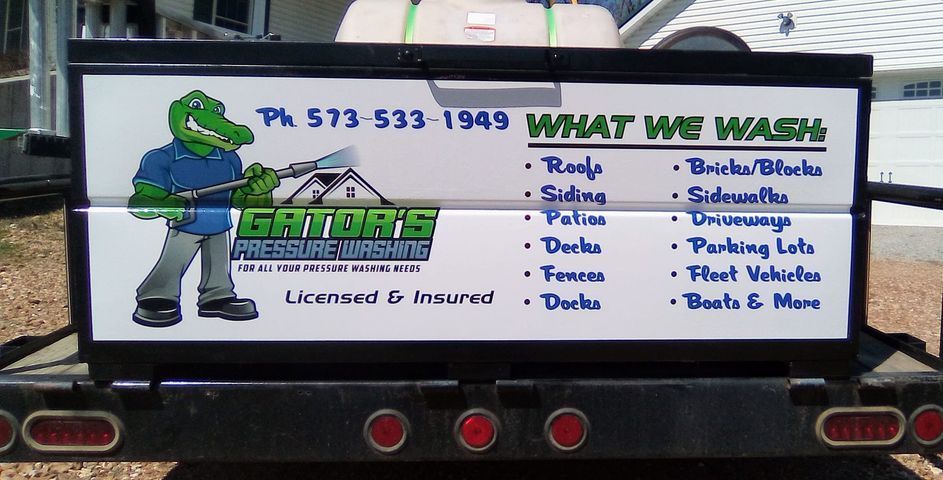 Ph. 573-533-1949
GATOR'S
PRESSURE WASHING
FOR ALL YOUR PRESSURE WASHING NEEDS
Licensed & Insured
WHAT WE WASH:
• Roofs
• Siding
• Patios
• Decks
• Fences
• Docks
• Bricks/Blocks
• Sidewalks
• Driveways
• Parking Lots
• Fleet Vehicles
• Boats & More